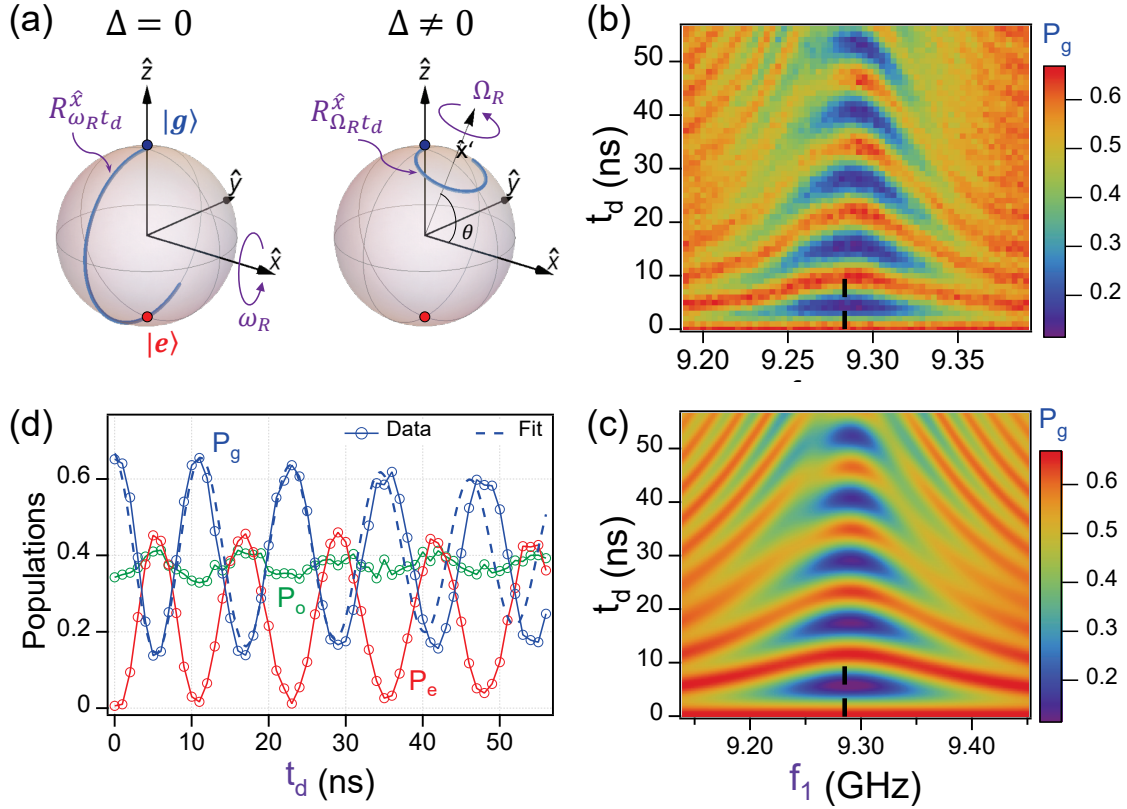 (a)
Δ = 0
Δ ≠ 0
ẑ
ẑ
R^x̂_{ω_R t_d}
|g⟩
R^x̂_{Ω_R t_d}
Ω_R
x̂'
ŷ
ŷ
θ
x̂
x̂
ω_R
|e⟩
(b)
P_g
t_d (ns)
50
40
30
20
10
0
0.6
0.5
0.4
0.3
0.2
9.20
9.25
9.30
9.35
(d)
P_g
Data
Fit
P_o
P_e
Populations
0.6
0.4
0.2
0
0
10
20
30
40
50
t_d (ns)
(c)
P_g
t_d (ns)
50
40
30
20
10
0
0.6
0.5
0.4
0.3
0.2
9.20
9.30
9.40
f_1 (GHz)